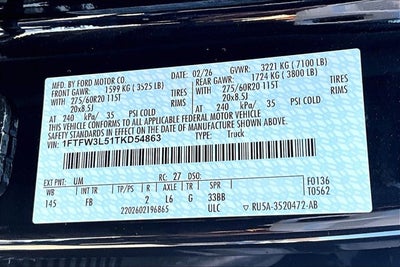 MFD. BY FORD MOTOR CO.
DATE: 02/26 GVWR: 3221 KG ( 7100 LB)
FRONT GAWR: 1599 KG ( 3525 LB) REAR GAWR: 1724 KG ( 3800 LB)
275/60R20 115T TIRES 275/60R20 115T TIRES
20x8.5J RIMS 20x8.5J RIMS
AT 240 kPa/ 35 PSI COLD AT 240 kPa/ 35 PSI COLD
THIS VEHICLE CONFORMS TO ALL APPLICABLE FEDERAL MOTOR VEHICLE
SAFETY STANDARDS IN EFFECT ON THE DATE OF MANUFACTURE SHOWN ABOVE.
VIN: 1FTFW3L51TKD54863
TYPE: Truck
EXT PNT: UM RC: 27 DSO: F0136
WB INT TR TP/PS R AXLE TR SPR T0562
145 FB 2 L6 G 33BB
2202602196865 ULC RU5A-3520472-AB